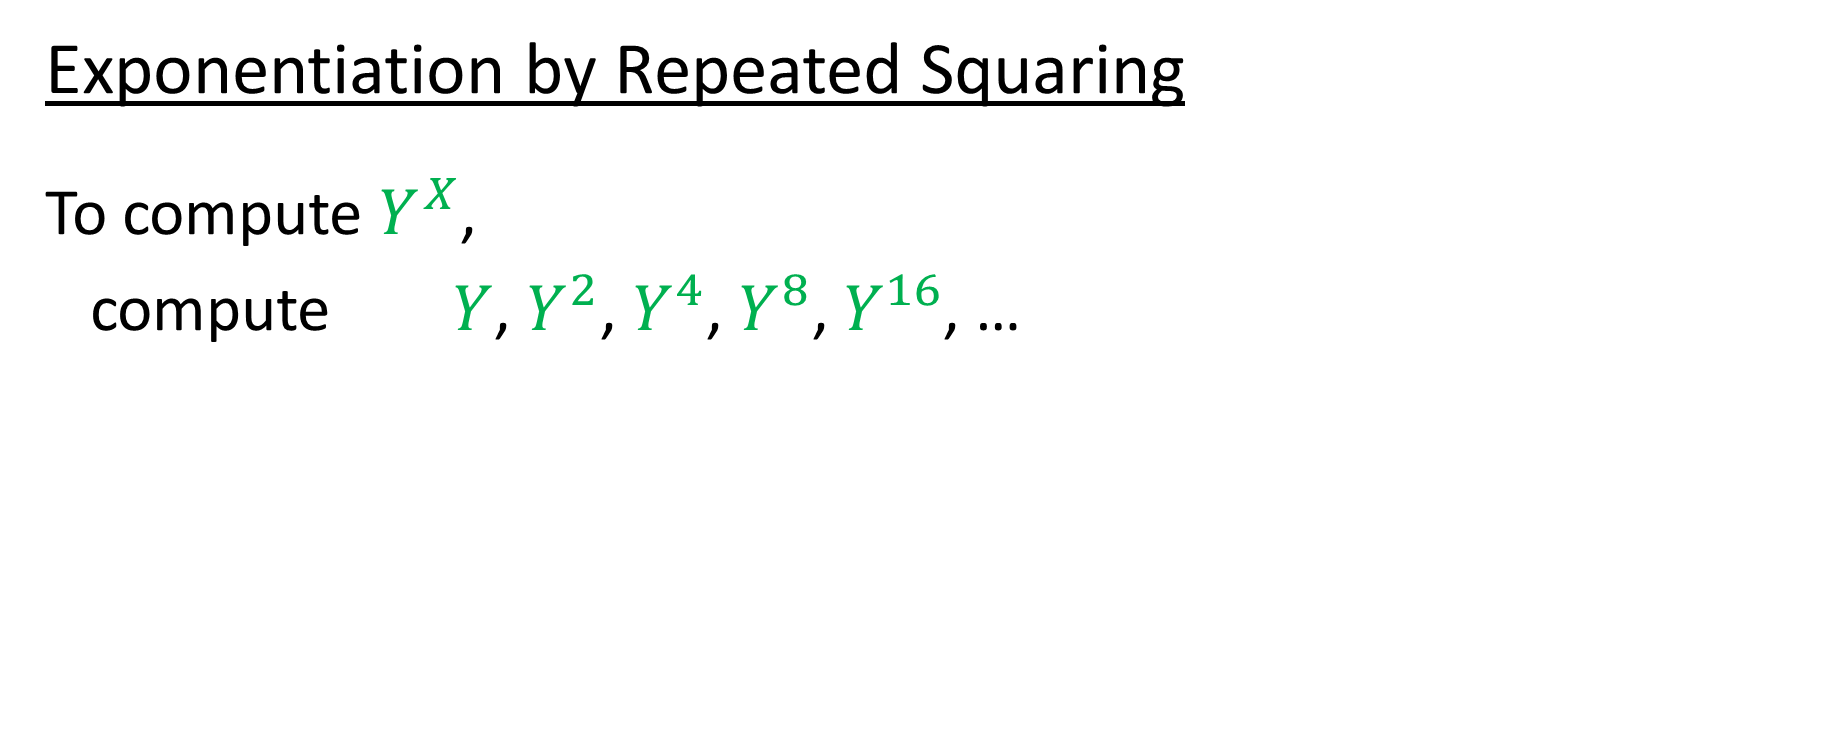 Exponentiation by Repeated Squaring
To compute $Y^X$,
compute $Y, Y^2, Y^4, Y^8, Y^{16}, …$